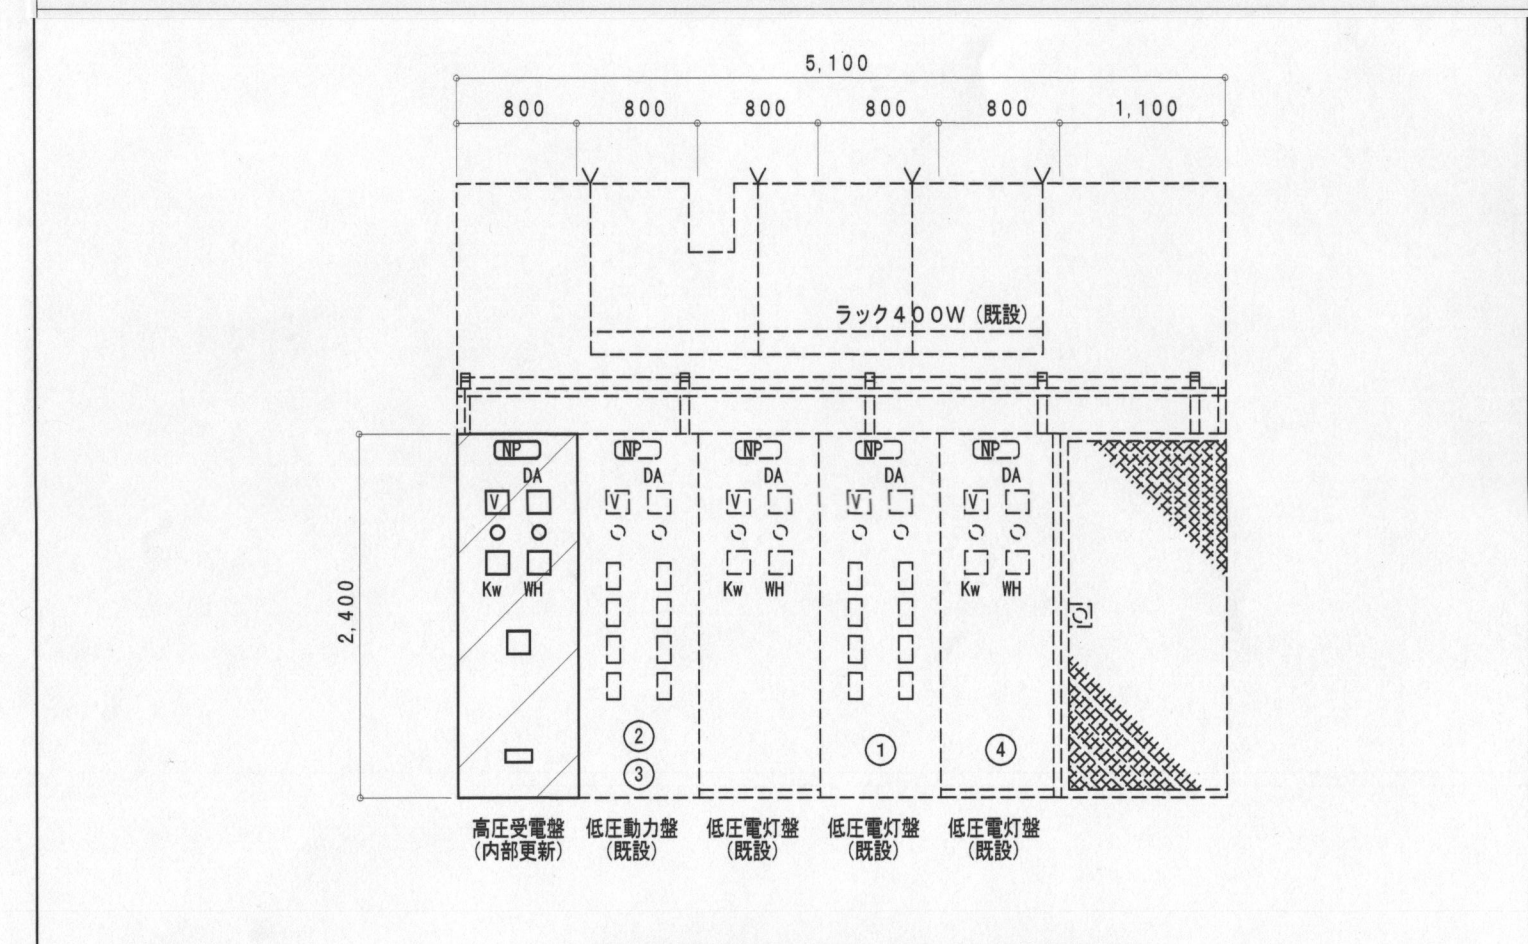 5,100
800 800 800 800 800 1,100
ラック400W(既設)
NP NP NP NP NP
DA DA DA DA DA
V V V V V
Kw WH Kw WH Kw WH
2,400
② ① ④
③
高圧受電盤 低圧動力盤 低圧電灯盤 低圧電灯盤 低圧電灯盤
(内部更新) (既設) (既設) (既設) (既設)